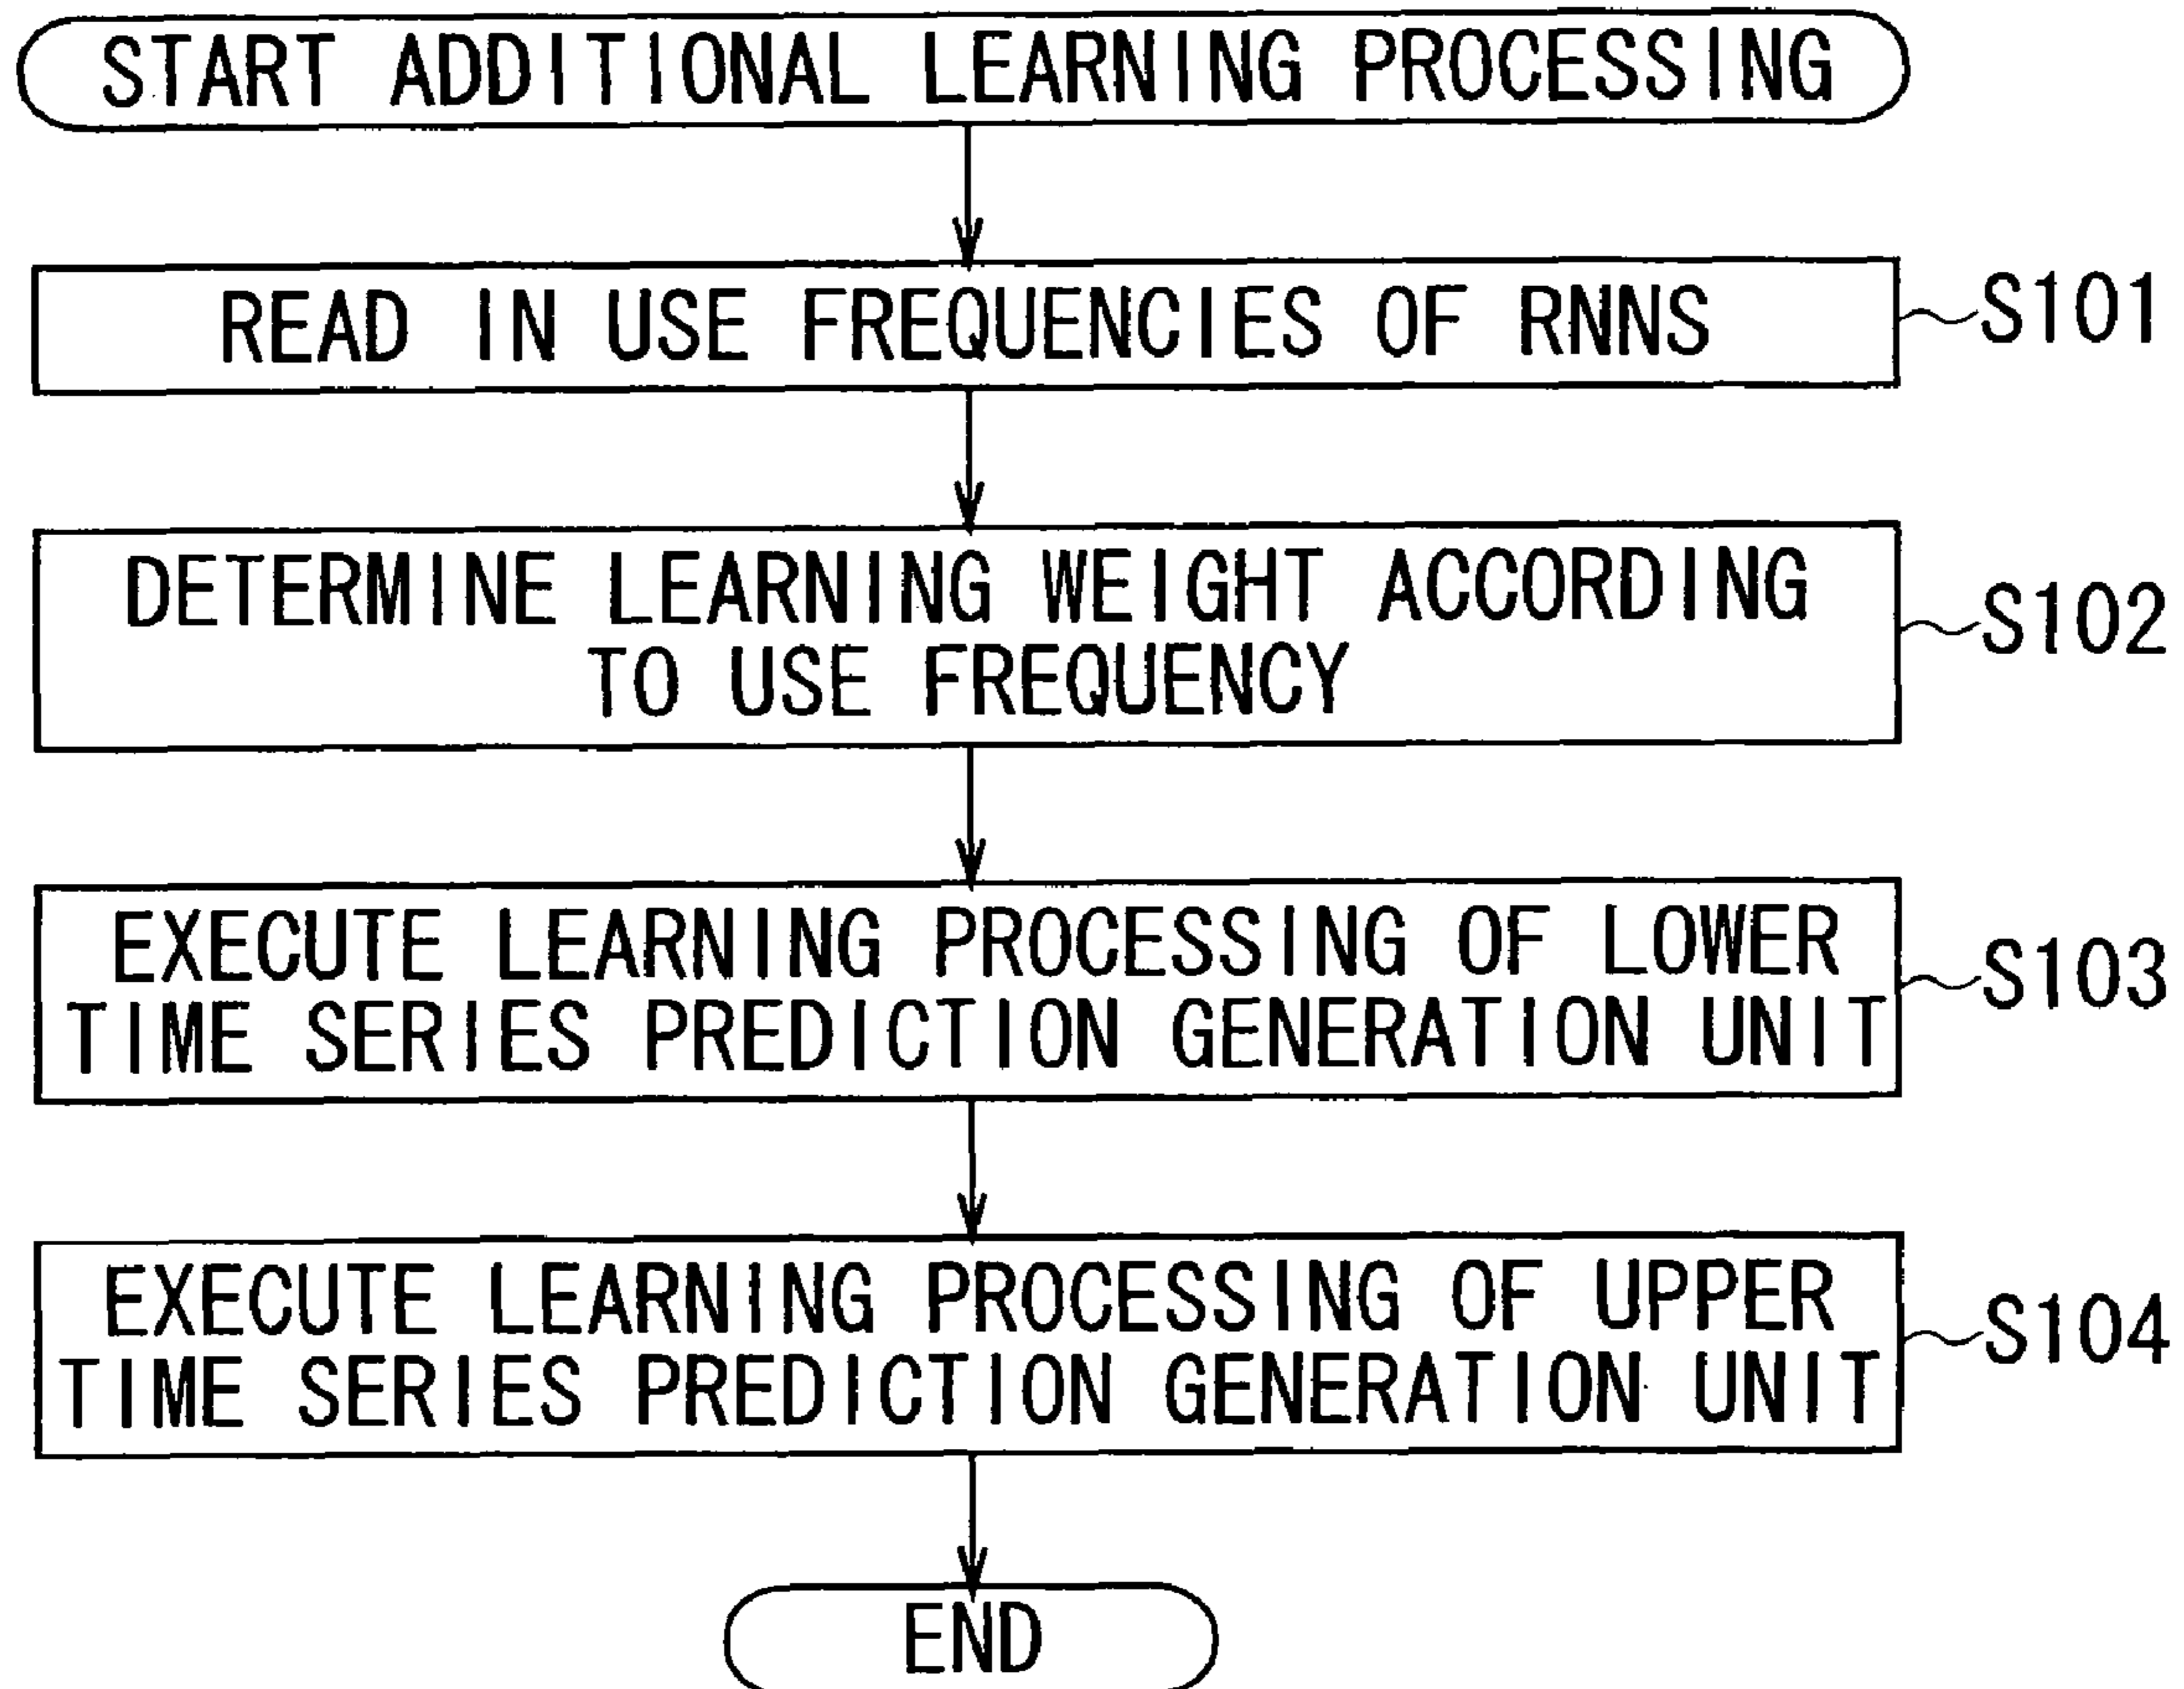 START ADDITIONAL LEARNING PROCESSING
READ IN USE FREQUENCIES OF RNNS
S101
DETERMINE LEARNING WEIGHT ACCORDING
TO USE FREQUENCY
S102
EXECUTE LEARNING PROCESSING OF LOWER
TIME SERIES PREDICTION GENERATION UNIT
S103
EXECUTE LEARNING PROCESSING OF UPPER
TIME SERIES PREDICTION GENERATION UNIT
S104
END